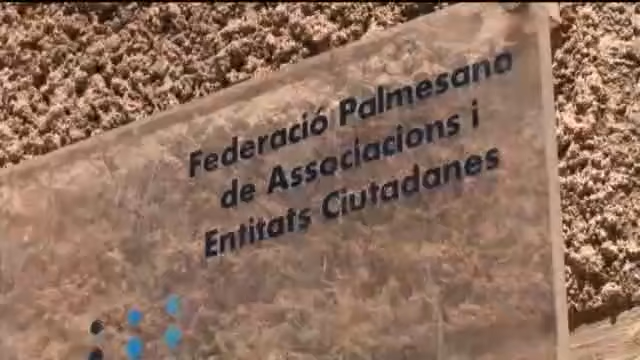 Federació Palmesana
de Associacions i
Entitats Ciutadanes